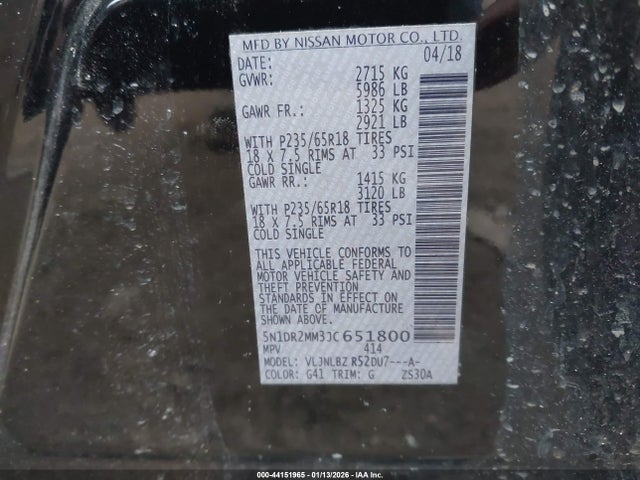 MFD BY NISSAN MOTOR CO., LTD.
DATE: 04/18
GVWR: 2715 KG
5986 LB
GAWR FR.: 1325 KG
2921 LB
WITH P235/65R18 TIRES
18 X 7.5 RIMS AT 33 PSI
COLD SINGLE
GAWR RR.: 1415 KG
3120 LB
WITH P235/65R18 TIRES
18 X 7.5 RIMS AT 33 PSI
COLD SINGLE
THIS VEHICLE CONFORMS TO
ALL APPLICABLE FEDERAL
MOTOR VEHICLE SAFETY AND
THEFT PREVENTION
STANDARDS IN EFFECT ON
THE DATE OF MANUFACTURE
SHOWN ABOVE.
5N1DR2MM3JC651800
MPV 414
MODEL: VLJNLBZ R52DU7---A-
COLOR: G41 TRIM: G ZS30A
000-44151965 - 01/13/2026 - IAA Inc.